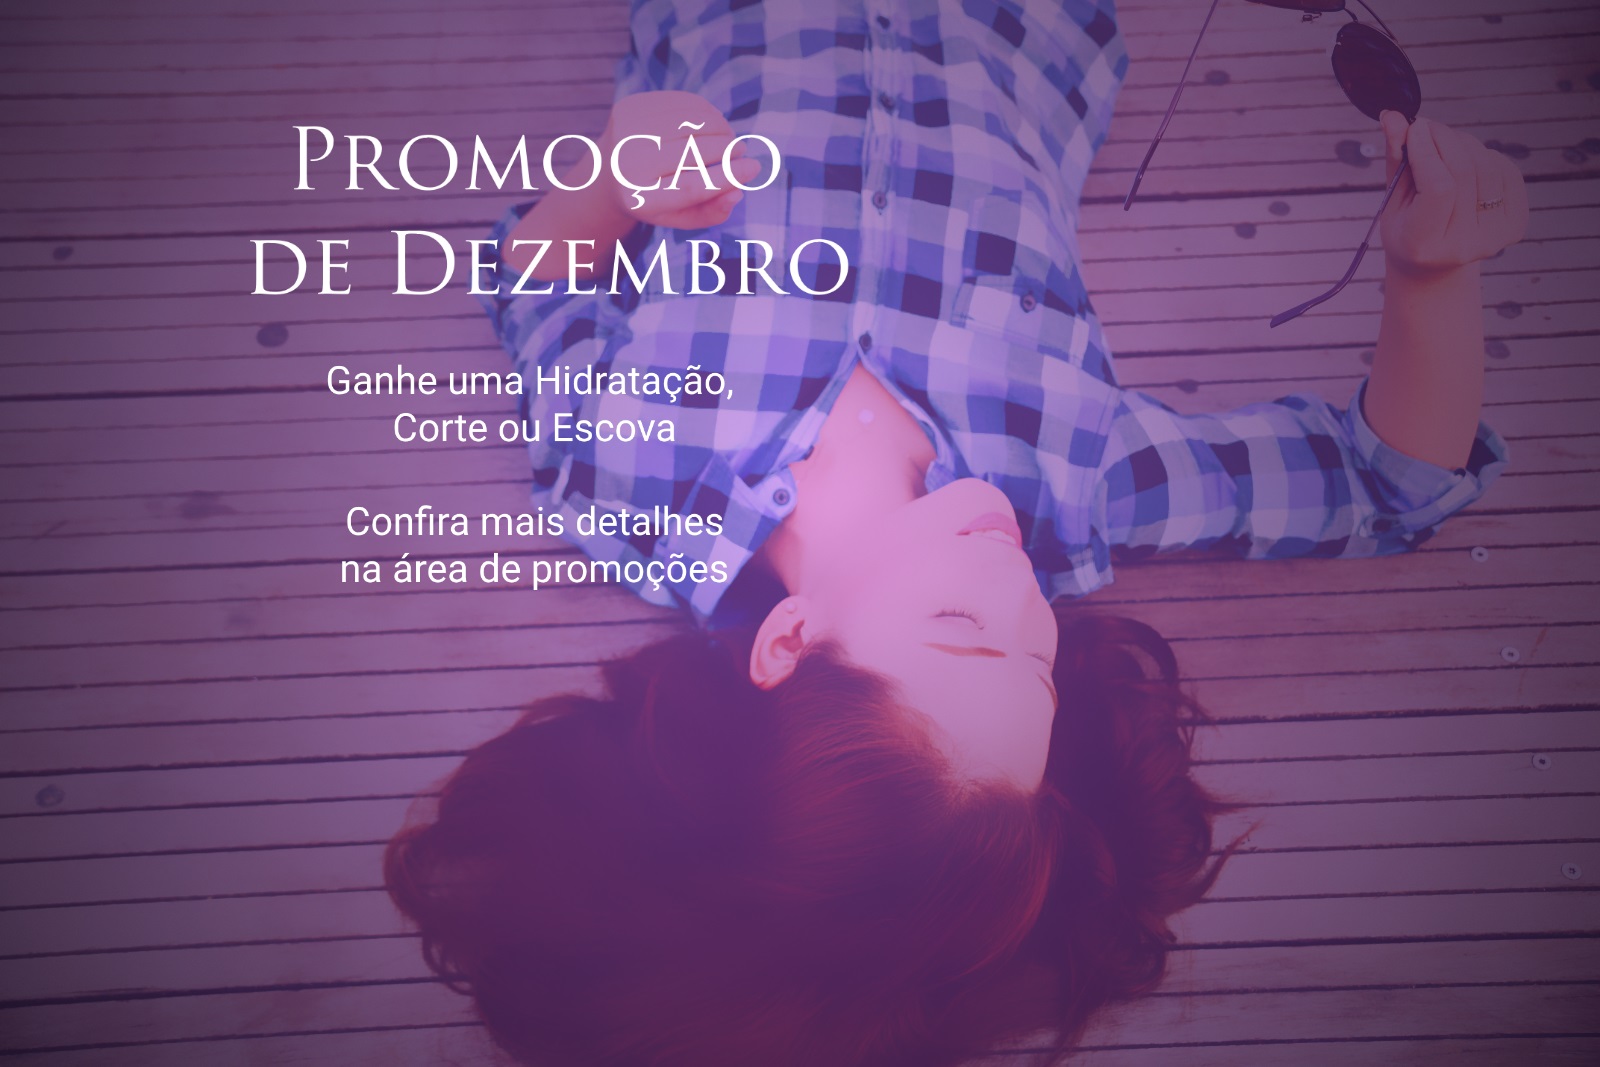 Promoção
de Dezembro
Ganhe uma Hidratação,
Corte ou Escova
Confira mais detalhes
na área de promoções